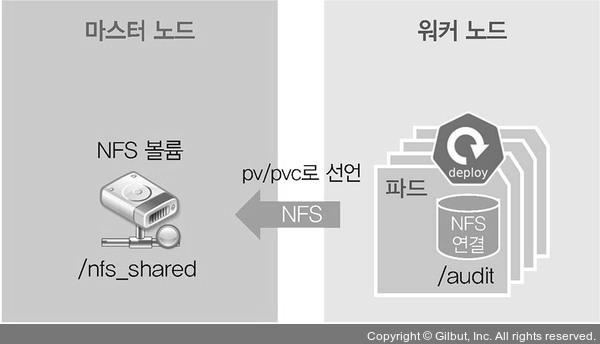 마스터 노드
워커 노드
NFS 볼륨
/nfs_shared
pv/pvc로 선언
NFS
deploy
파드
NFS
연결
/audit
Copyright © Gilbut, Inc. All rights reserved.